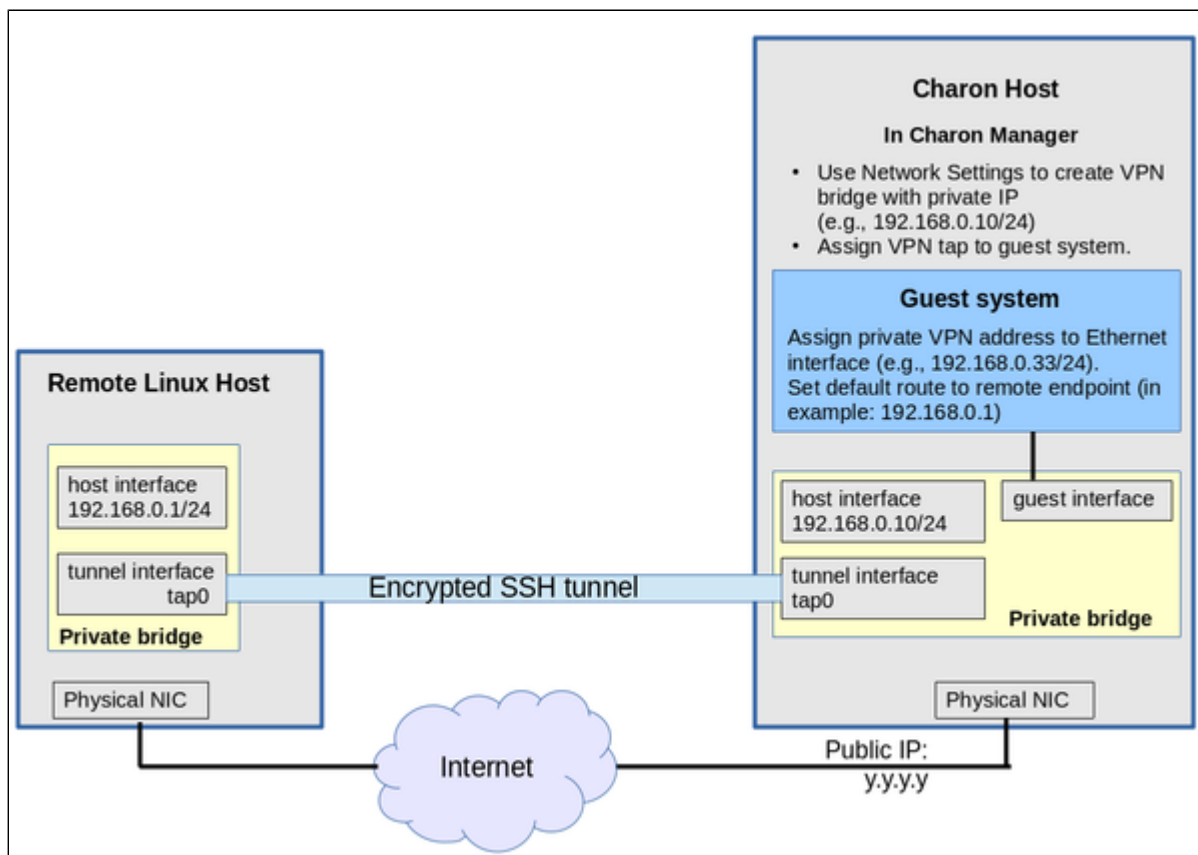 Charon Host
In Charon Manager
• Use Network Settings to create VPN
bridge with private IP
(e.g., 192.168.0.10/24)
• Assign VPN tap to guest system.
Guest system
Assign private VPN address to Ethernet
interface (e.g., 192.168.0.33/24).
Set default route to remote endpoint (in
example: 192.168.0.1)
Remote Linux Host
host interface
192.168.0.1/24
tunnel interface
tap0
Private bridge
Physical NIC
Encrypted SSH tunnel
host interface
192.168.0.10/24
guest interface
tunnel interface
tap0
Private bridge
Physical NIC
Internet
Public IP:
y.y.y.y